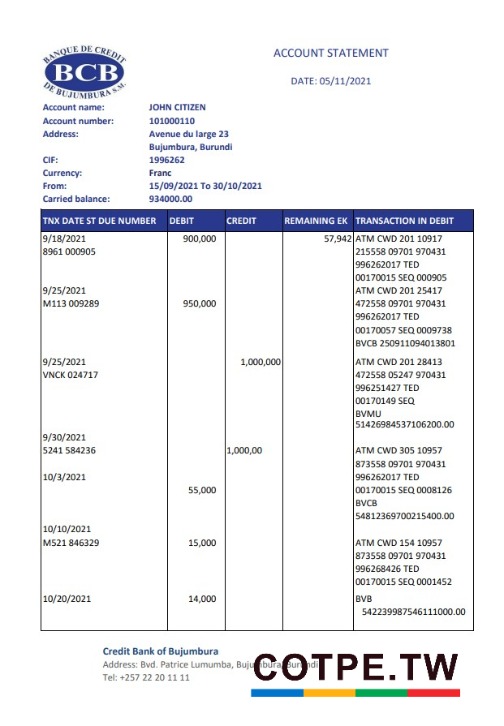 BANQUE DE CREDIT
BCB
DE BUJUMBURA S.M.
ACCOUNT STATEMENT
DATE: 05/11/2021
Account name: JOHN CITIZEN
Account number: 101000110
Address: Avenue du large 23
Bujumbura, Burundi
CIF: 1996262
Currency: Franc
From: 15/09/2021 To 30/10/2021
Carried balance: 934000.00
TNX DATE ST DUE NUMBER DEBIT CREDIT REMAINING EK TRANSACTION IN DEBIT
9/18/2021 900,000 57,942 ATM CWD 201 10917
8961 000905 215558 09701 970431
996262017 TED
00170015 SEQ 000905
9/25/2021 ATM CWD 201 25417
M113 009289 950,000 472558 09701 970431
996262017 TED
00170057 SEQ 0009738
BVCB 250911094013801
9/25/2021 1,000,000 ATM CWD 201 28413
VNCK 024717 472558 05247 970431
996251427 TED
00170149 SEQ
BVMU
51426984537106200.00
9/30/2021
5241 584236 1,000,00 ATM CWD 305 10957
873558 09701 970431
10/3/2021 996262017 TED
55,000 00170015 SEQ 0008126
BVCB
54812369700215400.00
10/10/2021
M521 846329 15,000 ATM CWD 154 10957
873558 09701 970431
996268426 TED
00170015 SEQ 0001452
10/20/2021 14,000 BVB
542239987546111000.00
Credit Bank of Bujumbura
Address: Bvd. Patrice Lumumba, Bujumbura, Burundi
Tel: +257 22 20 11 11
COTPE.TW